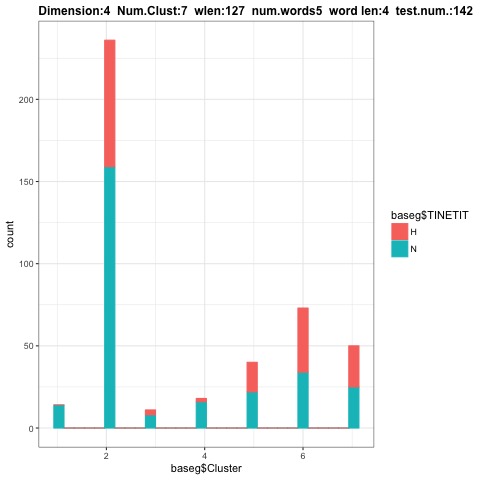 Dimension:4 Num.Clust:7 wlen:127 num.words5 word len:4 test.num.:142
200
150
100
50
0
count
2 4 6
baseg$Cluster
baseg$TINETIT
H
N